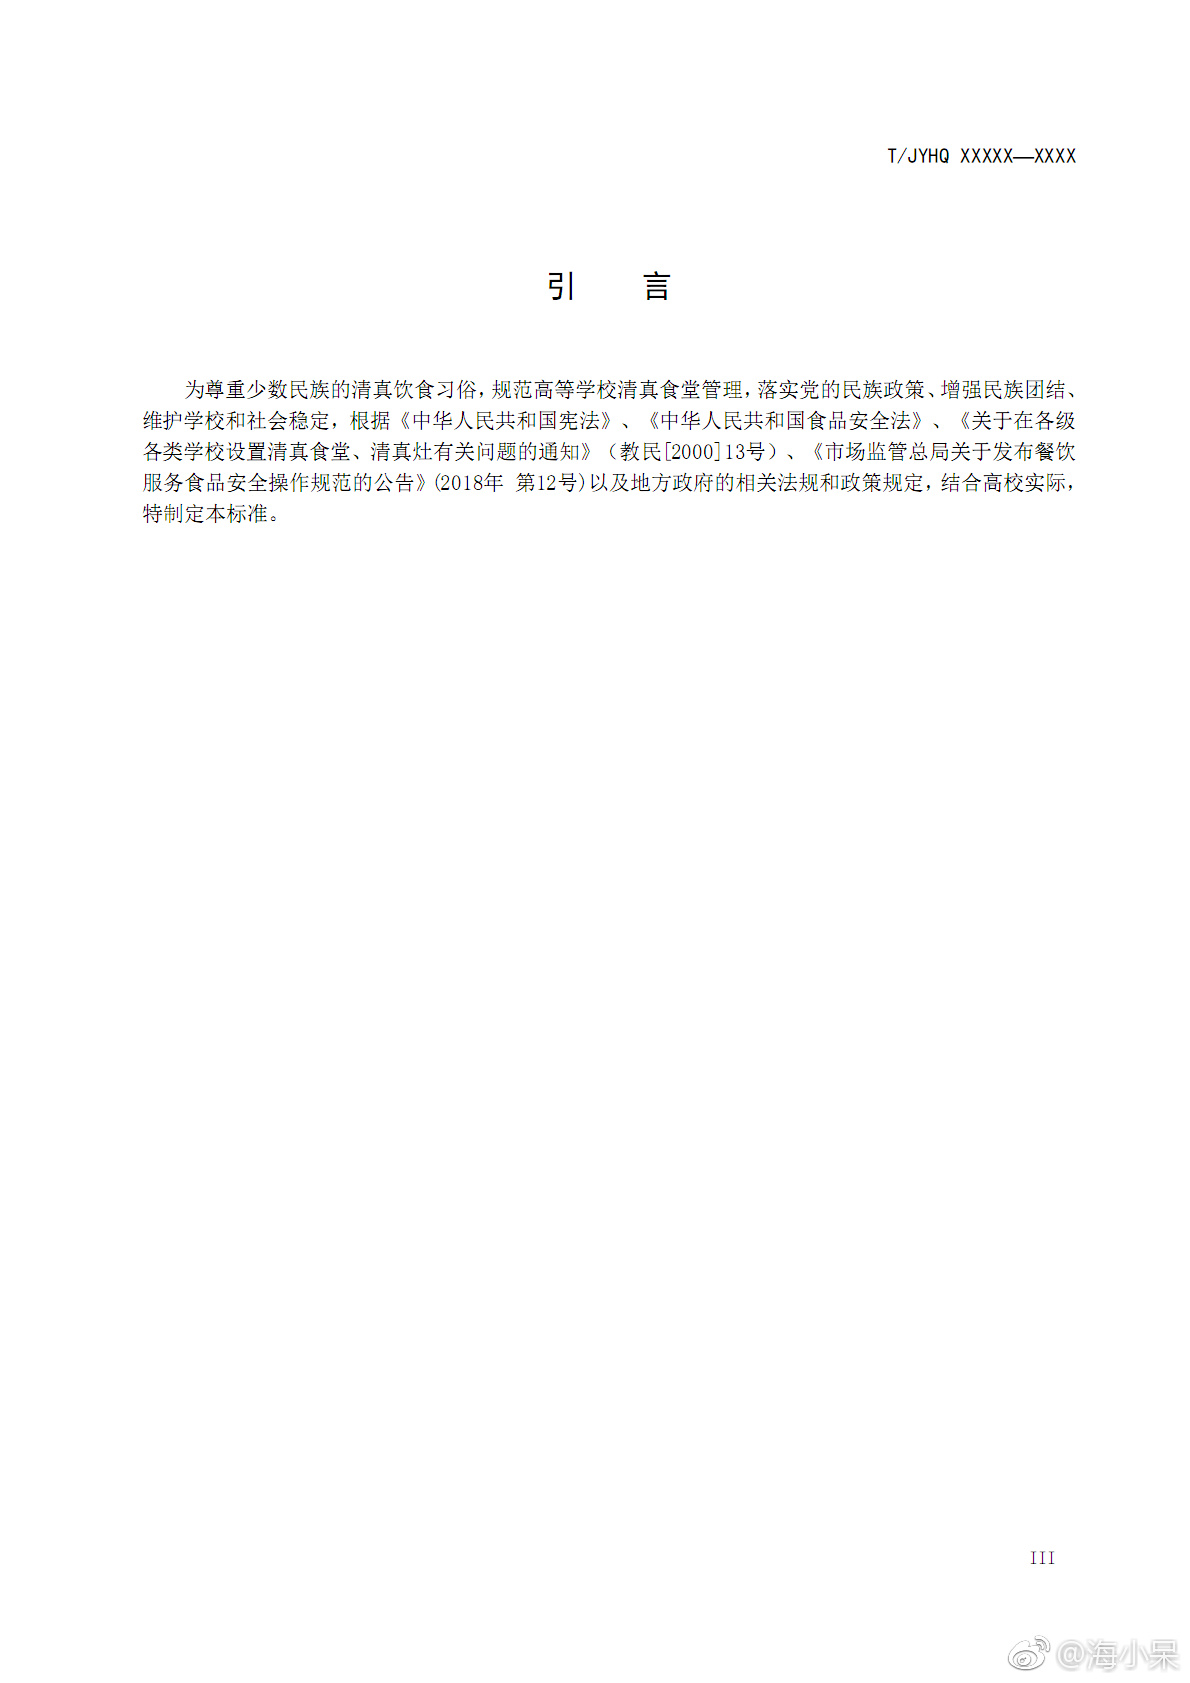 T/JYHQ XXXXX—XXXX
引 言
为尊重少数民族的清真饮食习俗，规范高等学校清真食堂管理，落实党的民族政策、增强民族团结、
维护学校和社会稳定，根据《中华人民共和国宪法》、《中华人民共和国食品安全法》、《关于在各级
各类学校设置清真食堂、清真灶有关问题的通知》（教民[2000]13号）、《市场监管总局关于发布餐饮
服务食品安全操作规范的公告》(2018年 第12号)以及地方政府的相关法规和政策规定，结合高校实际，
特制定本标准。
III
@海小呆